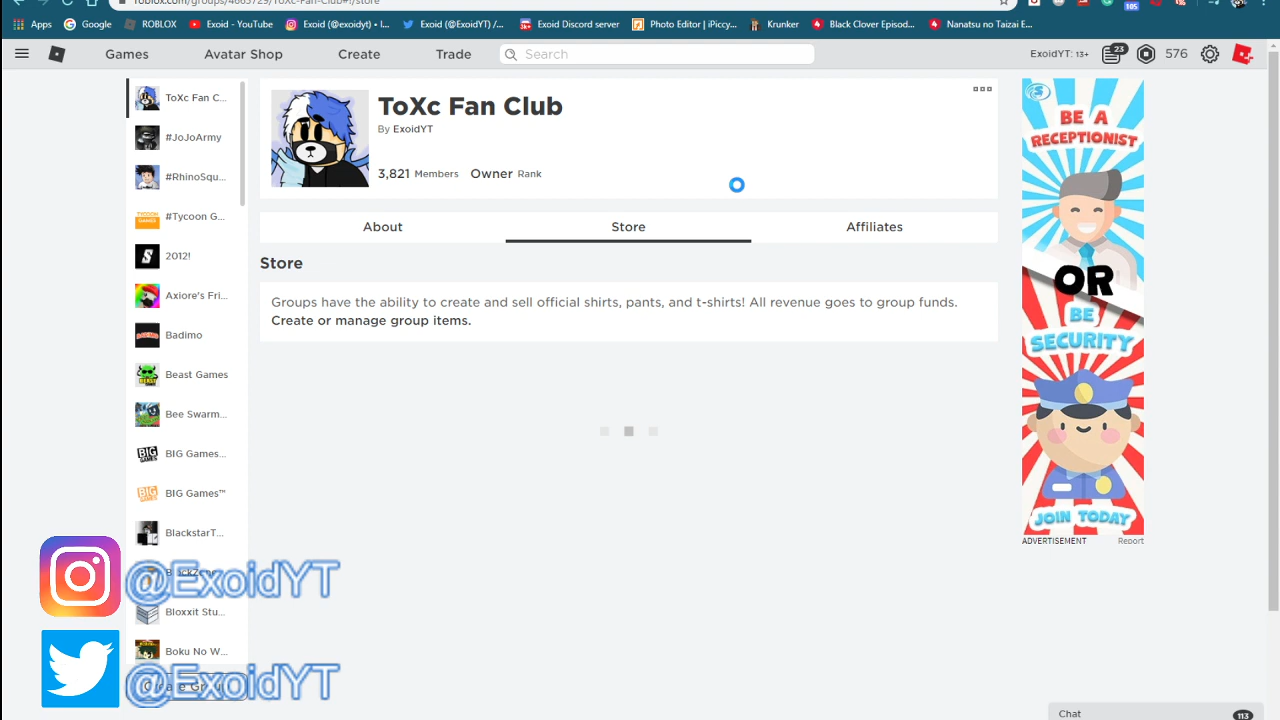 Apps
Google
ROBLOX
Exoid - YouTube
Exoid (@exoidyt) • I...
Exoid (@ExoidYT) /...
Exoid Discord server
Photo Editor | iPiccy...
Krunker
Black Clover Episod...
Nanatsu no Taizai E...
Games
Avatar Shop
Create
Trade
Search
ExoidYT: 13+
23
576
ToXc Fan C...
#JoJoArmy
#RhinoSqu...
#Tycoon G...
2012!
Axiore's Fri...
Badimo
Beast Games
Bee Swarm...
BIG Games...
BIG Games™
BlackstarT...
Bloxxit Stu...
Boku No W...
ToXc Fan Club
By ExoidYT
3,821 Members Owner Rank
About
Store
Affiliates
Store
Groups have the ability to create and sell official shirts, pants, and t-shirts! All revenue goes to group funds.
Create or manage group items.
BE A
RECEPTIONIST
OR
BE
SECURITY
JOIN TODAY
ADVERTISEMENT
Report
@ExoidYT
@ExoidYT
Chat
113